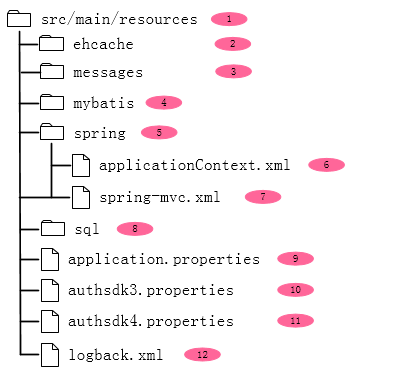 src/main/resources 1
ehcache 2
messages 3
mybatis 4
spring 5
applicationContext.xml 6
spring-mvc.xml 7
sql 8
application.properties 9
authsdk3.properties 10
authsdk4.properties 11
logback.xml 12